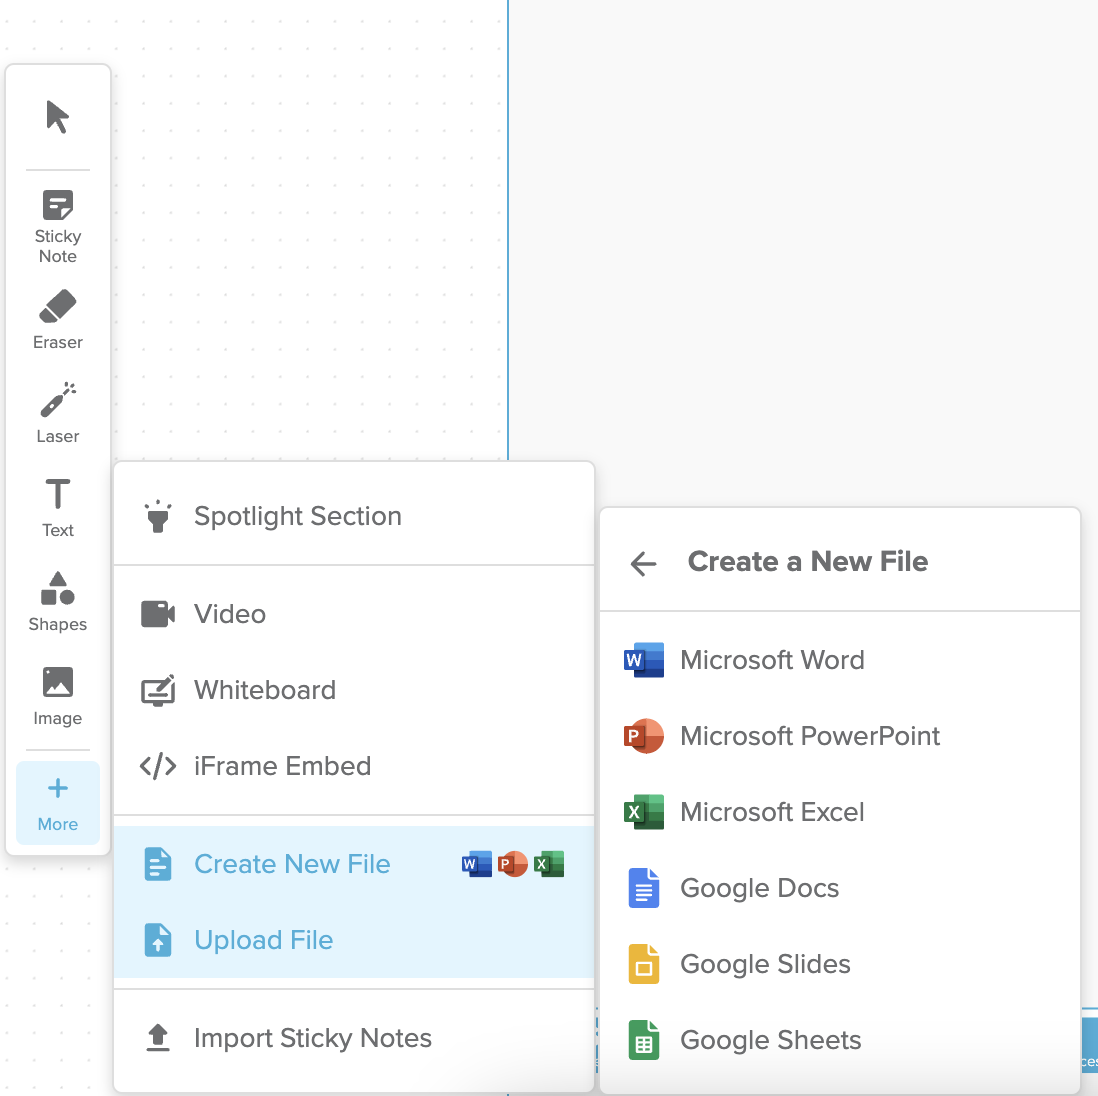 Sticky
Note
Eraser
Laser
Text
Shapes
Image
More
Spotlight Section
Video
Whiteboard
iFrame Embed
Create New File
W P X
Upload File
Import Sticky Notes
Create a New File
W Microsoft Word
P Microsoft PowerPoint
X Microsoft Excel
Google Docs
Google Slides
Google Sheets